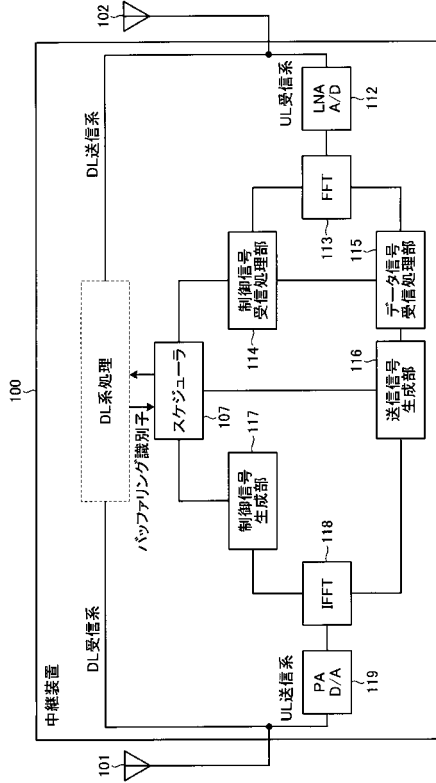 100
中継装置
101
102
DL受信系
DL送信系
DL系処理
バッファリング識別子
スケジューラ
107
制御信号
生成部
117
制御信号
受信処理部
114
UL送信系
PA
D/A
119
IFFT
118
送信信号
生成部
116
データ信号
受信処理部
115
FFT
113
UL受信系
LNA
A/D
112